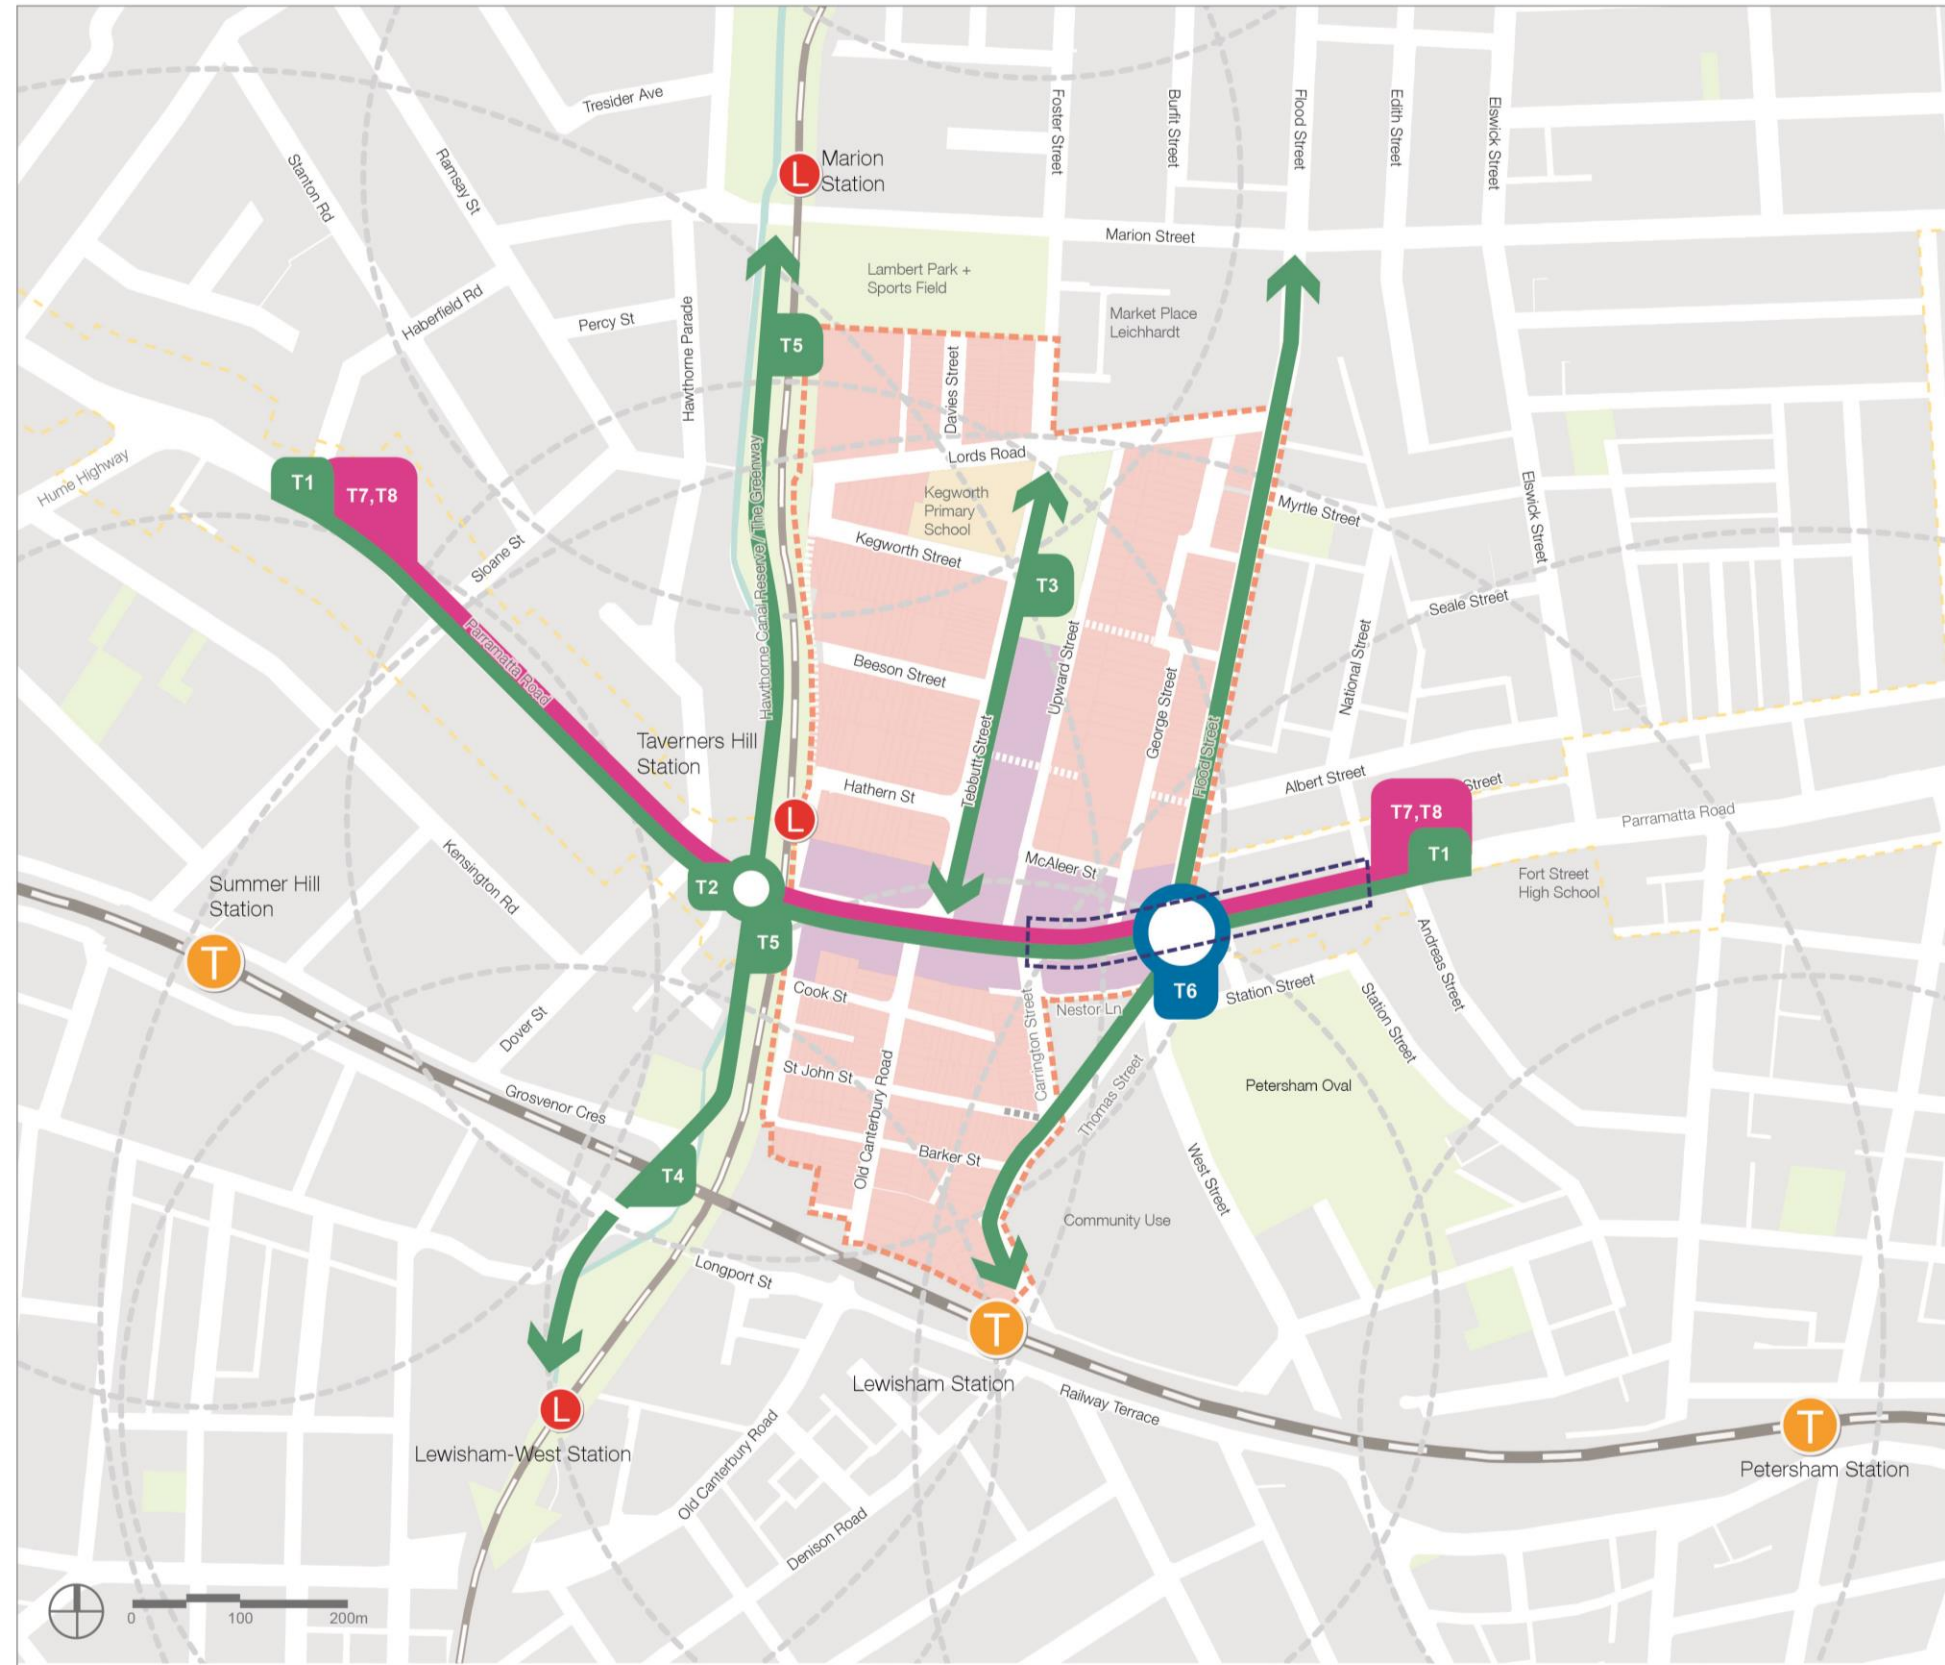 Tresider Ave
Stanton Rd
Ramsay St
Foster Street
Burfit Street
Flood Street
Edith Street
Elswick Street
L
Marion
Station
Marion Street
Lambert Park +
Sports Field
Haberfield Rd
Percy St
Hawthorne Parade
Market Place
Leichhardt
T5
Davies Street
Lords Road
Hume Highway
T1
T7,T8
Hawthorne Canal Reserve / The Greenway
Kegworth
Primary
School
Myrtle Street
Elswick Street
Kegworth Street
Sloane St
T3
Seale Street
Parramatta Road
Beeson Street
Upward Street
George Street
National Street
Taverners Hill
Station
Tebbutt Street
Flood Street
Hathern St
Albert Street
Street
T7,T8
Parramatta Road
L
T1
McAleer St
Fort Street
High School
Summer Hill
Station
T
Kensington Rd
T2
T5
T6
Andreas Street
Cook St
Nestor Ln
Station Street
Station Street
Carrington Street
Dover St
St John St
Old Canterbury Road
Thomas Street
Petersham Oval
Grosvenor Cres
Barker St
West Street
T4
Community Use
Longport St
T
Lewisham Station
Railway Terrace
L
Lewisham-West Station
Old Canterbury Road
Denison Road
T
Petersham Station
0 100 200m